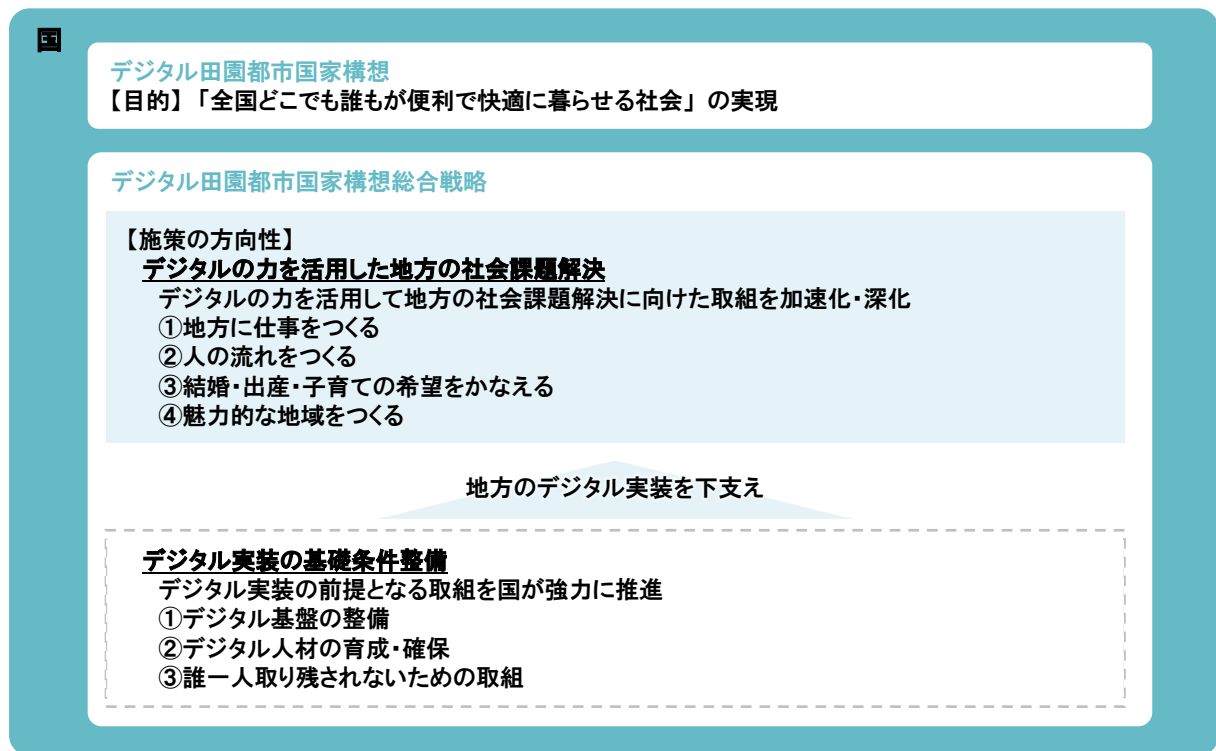 国
デジタル田園都市国家構想
【目的】「全国どこでも誰もが便利で快適に暮らせる社会」の実現
デジタル田園都市国家構想総合戦略
【施策の方向性】
デジタルの力を活用した地方の社会課題解決
デジタルの力を活用して地方の社会課題解決に向けた取組を加速化・深化
①地方に仕事をつくる
②人の流れをつくる
③結婚・出産・子育ての希望をかなえる
④魅力的な地域をつくる
地方のデジタル実装を下支え
デジタル実装の基礎条件整備
デジタル実装の前提となる取組を国が強力に推進
①デジタル基盤の整備
②デジタル人材の育成・確保
③誰一人取り残されないための取組